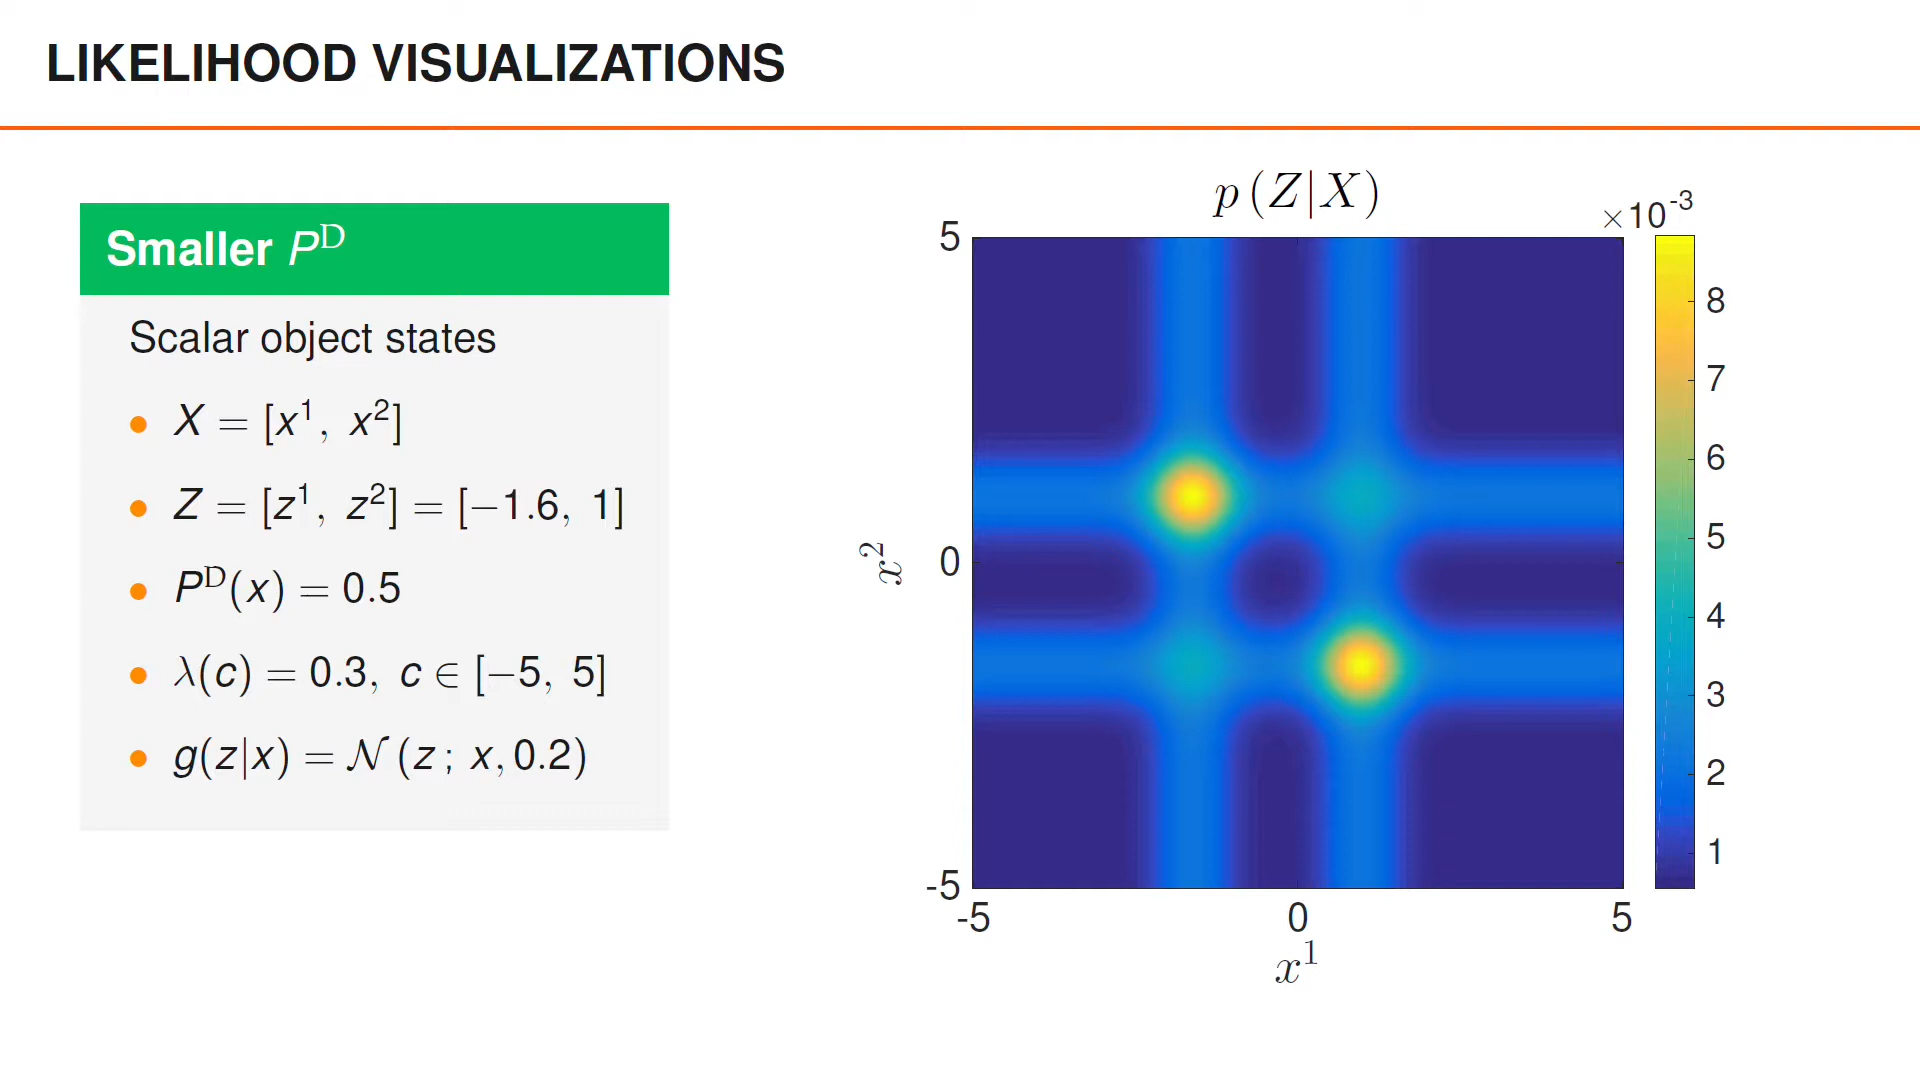 LIKELIHOOD VISUALIZATIONS
Smaller P^D
Scalar object states
• X = [x^1, x^2]
• Z = [z^1, z^2] = [−1.6, 1]
• P^D(x) = 0.5
• λ(c) = 0.3, c ∈ [−5, 5]
• g(z|x) = 𝒩(z ; x, 0.2)
p(Z|X)
×10^-3
5
0
-5
x^2
-5 0 5
x^1
8
7
6
5
4
3
2
1